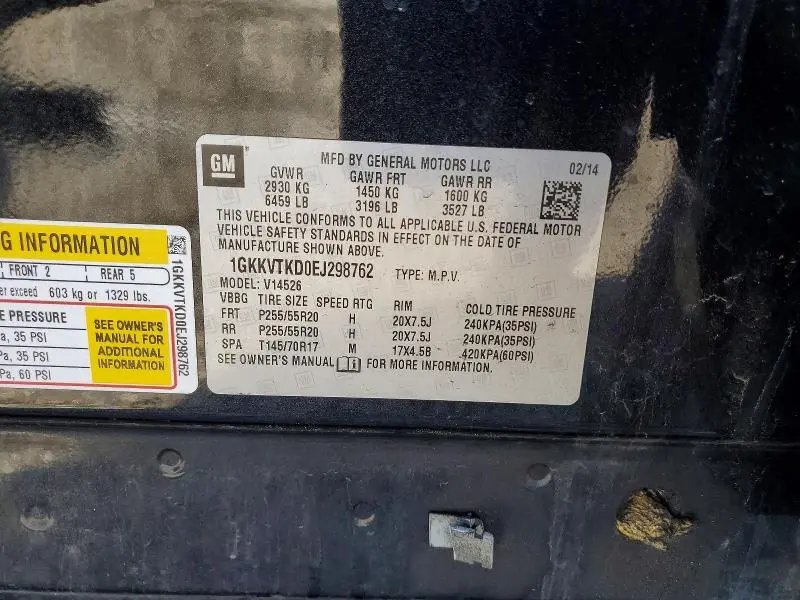 GM
MFD BY GENERAL MOTORS LLC
02/14
GVWR GAWR FRT GAWR RR
2930 KG 1450 KG 1600 KG
6459 LB 3196 LB 3527 LB
THIS VEHICLE CONFORMS TO ALL APPLICABLE U.S. FEDERAL MOTOR
VEHICLE SAFETY STANDARDS IN EFFECT ON THE DATE OF
MANUFACTURE SHOWN ABOVE.
1GKKVTKD0EJ298762 TYPE: M.P.V.
MODEL: V14526
VBBG TIRE SIZE SPEED RTG RIM COLD TIRE PRESSURE
FRT P255/55R20 H 20X7.5J 240KPA(35PSI)
RR P255/55R20 H 20X7.5J 240KPA(35PSI)
SPA T145/70R17 M 17X4.5B 420KPA(60PSI)
SEE OWNER'S MANUAL FOR MORE INFORMATION.
G INFORMATION
FRONT 2 REAR 5
er exceed 603 kg or 1329 lbs.
E PRESSURE
a, 35 PSI
a, 35 PSI
Pa, 60 PSI
SEE OWNER'S
MANUAL FOR
ADDITIONAL
INFORMATION
1GKKVTKD0EJ298762